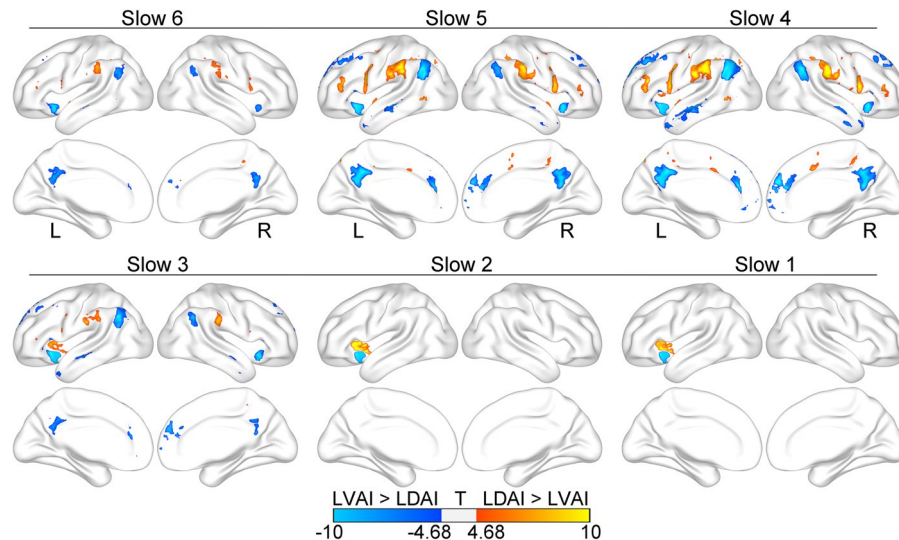 Slow 6 Slow 5 Slow 4
L R L R L R
Slow 3 Slow 2 Slow 1
LVAI > LDAI T LDAI > LVAI
-10 -4.68 4.68 10